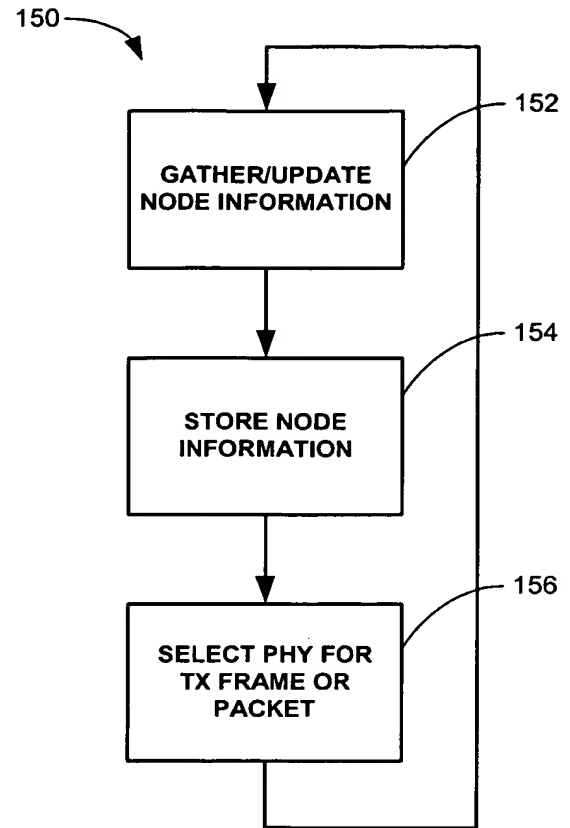 150
152
GATHER/UPDATE
NODE INFORMATION
154
STORE NODE
INFORMATION
156
SELECT PHY FOR
TX FRAME OR
PACKET